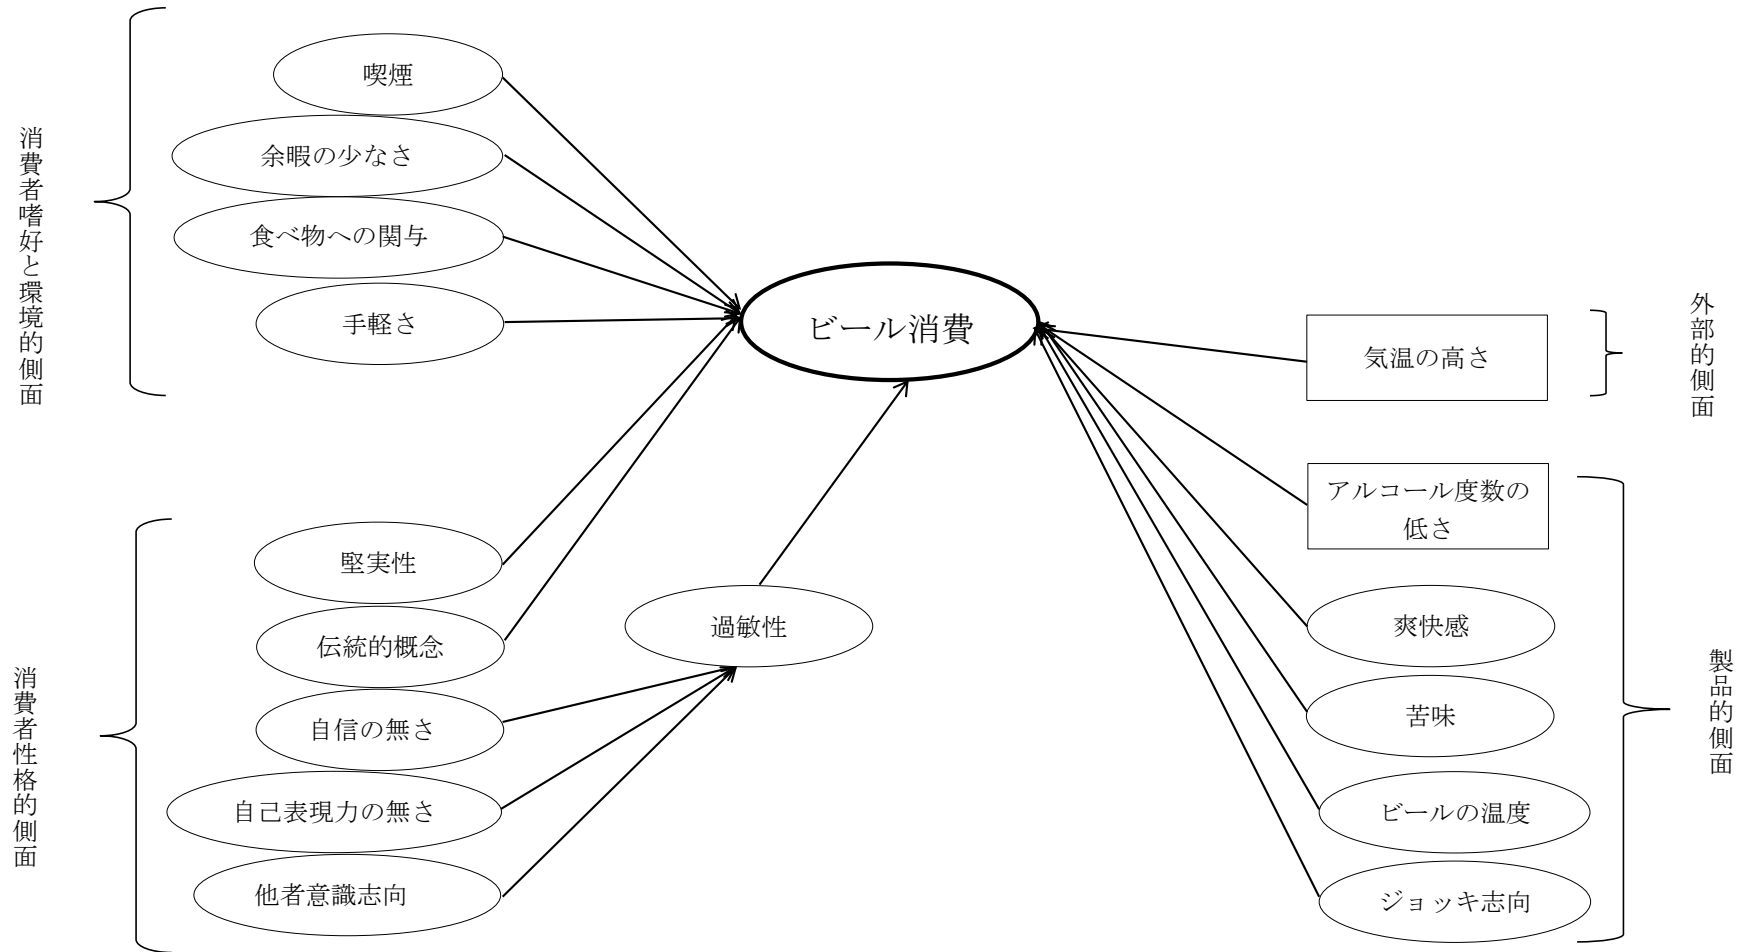 消費者嗜好と環境的側面
喫煙
余暇の少なさ
食べ物への関与
手軽さ
消費者性格的側面
堅実性
伝統的概念
自信の無さ
自己表現力の無さ
他者意識志向
過敏性
ビール消費
気温の高さ
外部的側面
アルコール度数の
低さ
爽快感
苦味
ビールの温度
ジョッキ志向
製品的側面